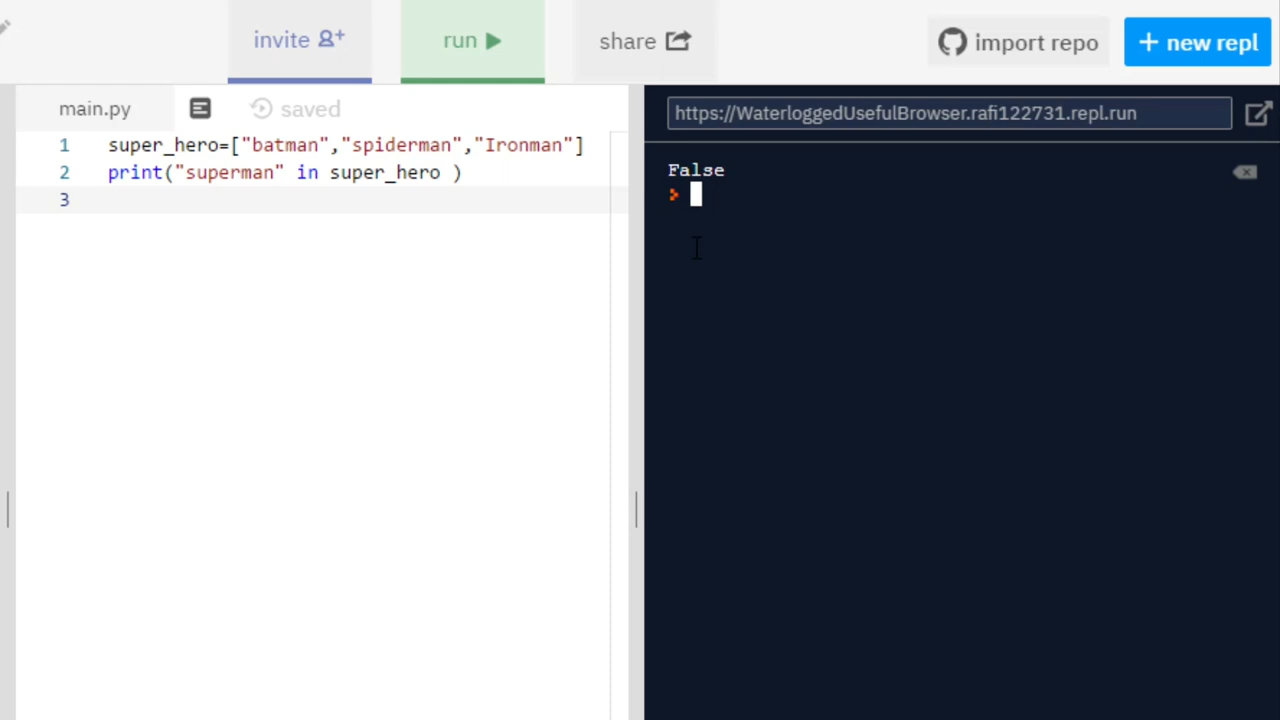 invite
run
share
import repo
+ new repl
main.py
saved
https://WaterloggedUsefulBrowser.rafi122731.repl.run
1 super_hero=["batman","spiderman","Ironman"]
2 print("superman" in super_hero )
3
False
>